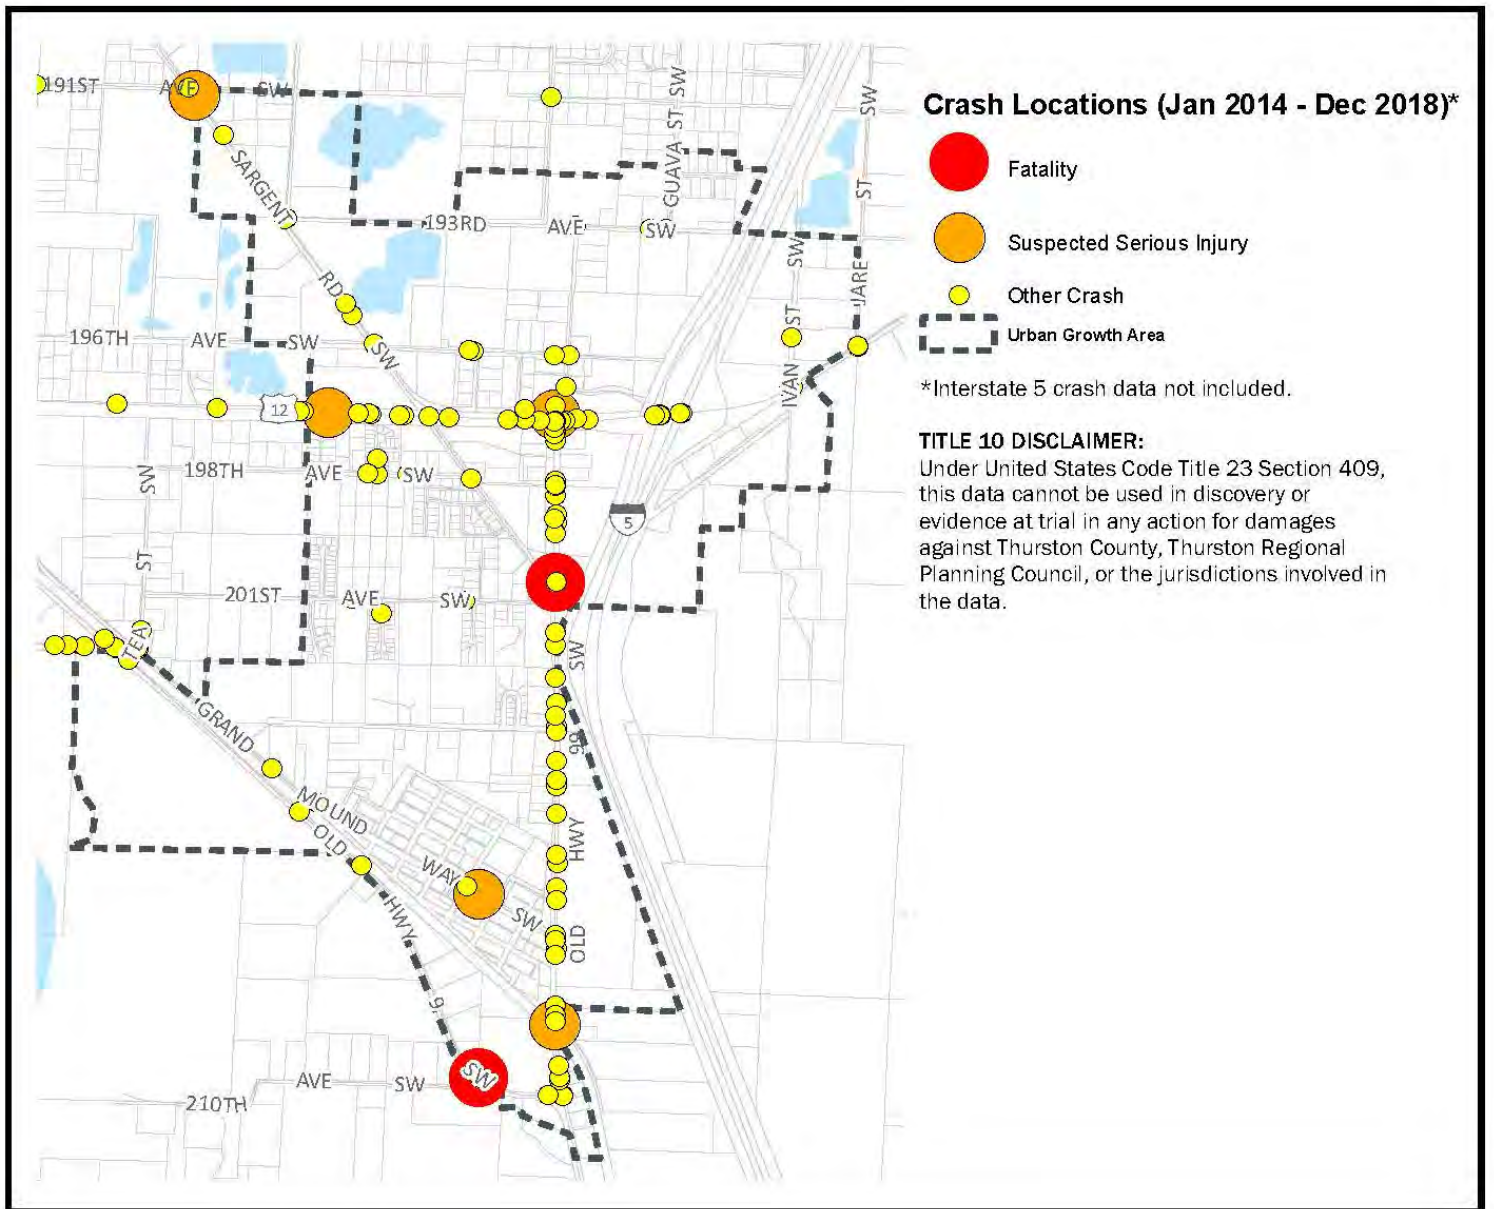 191ST AVE SW
SARGENT RD SW
GUAVA ST SW
193RD AVE SW
196TH AVE SW
12
198TH AVE SW
ST SW
IVAN ST SW
JARE ST SW
5
201ST AVE SW
TEA
GRAND MOUND WAY SW
OLD HWY 9 SW
OLD HWY 99 SW
210TH AVE SW
Crash Locations (Jan 2014 - Dec 2018)*
Fatality
Suspected Serious Injury
Other Crash
Urban Growth Area
*Interstate 5 crash data not included.
TITLE 10 DISCLAIMER:
Under United States Code Title 23 Section 409,
this data cannot be used in discovery or
evidence at trial in any action for damages
against Thurston County, Thurston Regional
Planning Council, or the jurisdictions involved in
the data.